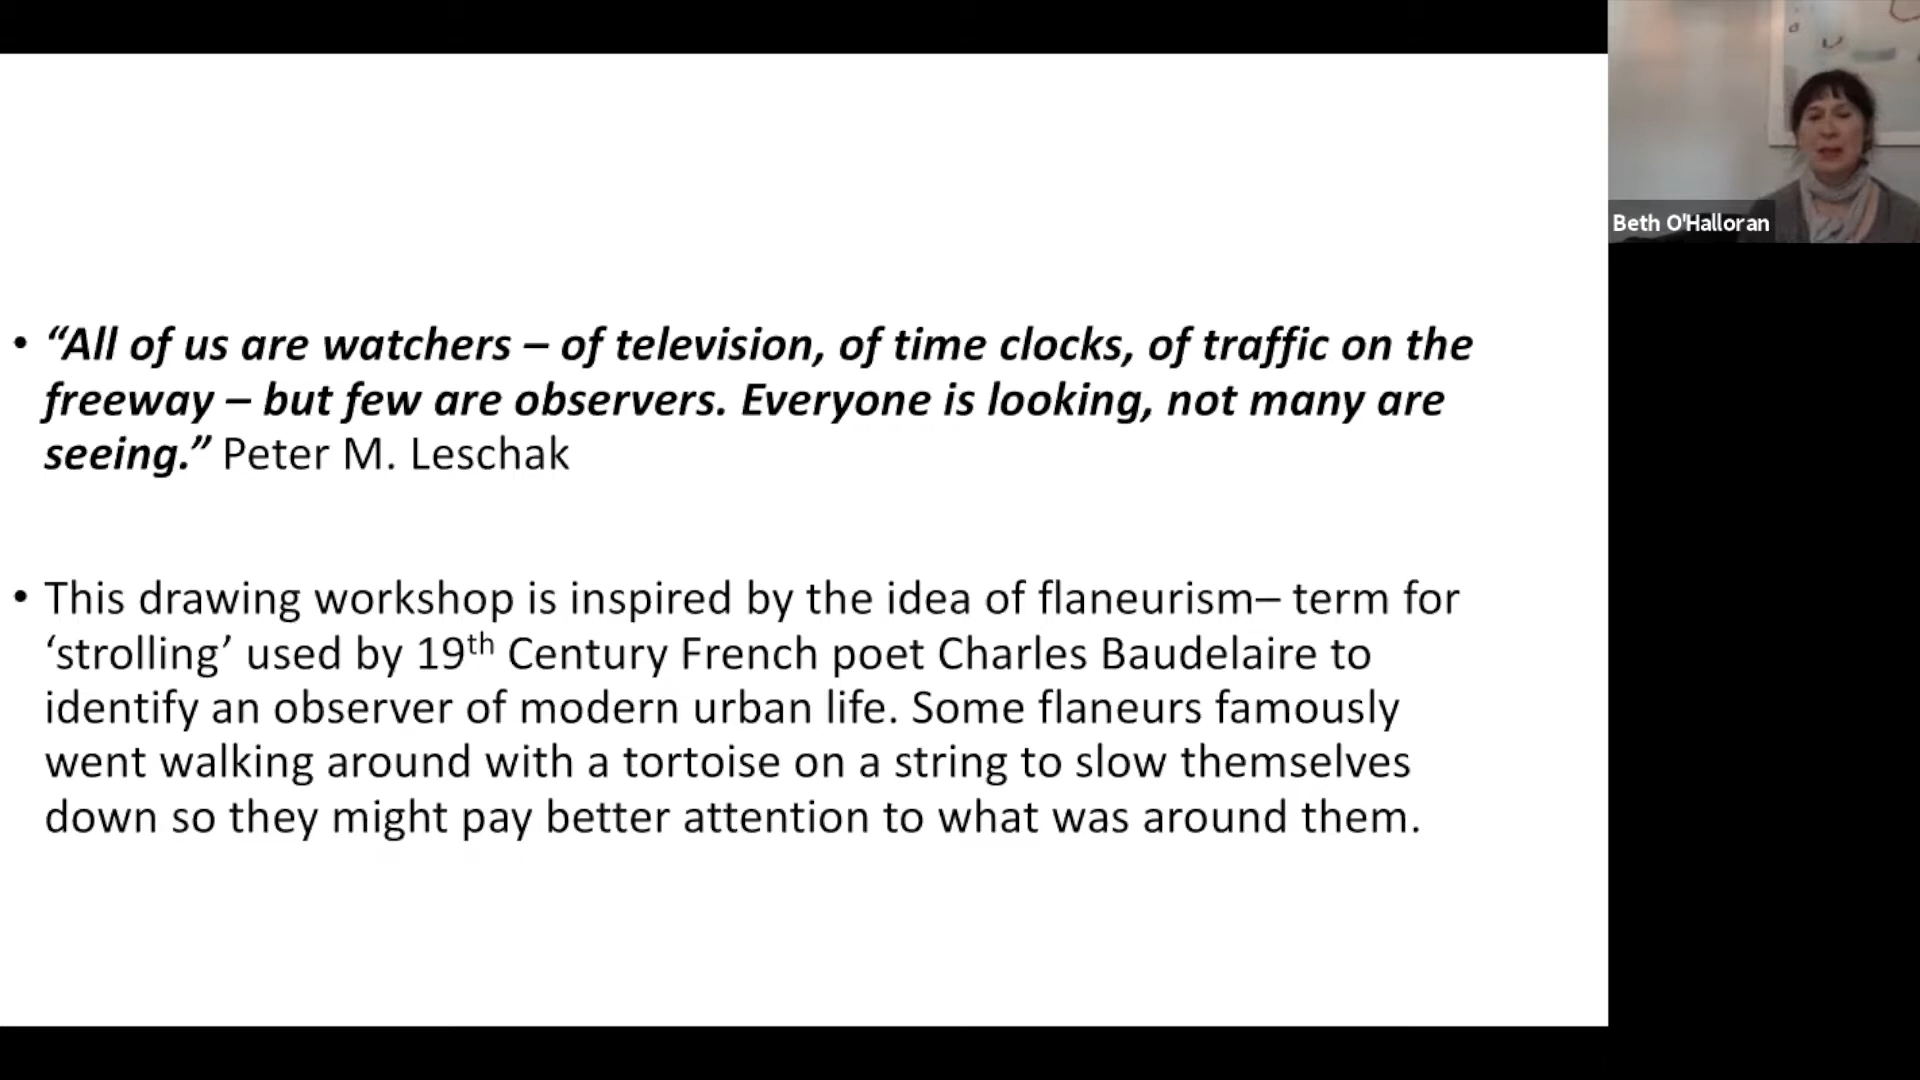 • “All of us are watchers – of television, of time clocks, of traffic on the
freeway – but few are observers. Everyone is looking, not many are
seeing.” Peter M. Leschak
• This drawing workshop is inspired by the idea of flaneurism– term for
‘strolling’ used by 19th Century French poet Charles Baudelaire to
identify an observer of modern urban life. Some flaneurs famously
went walking around with a tortoise on a string to slow themselves
down so they might pay better attention to what was around them.
Beth O'Halloran